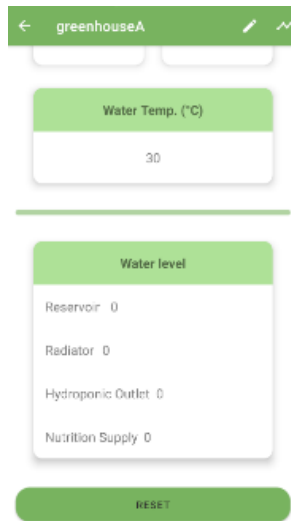 greenhouseA
Water Temp. (°C)
30
Water level
Reservoir 0
Radiator 0
Hydroponic Outlet 0
Nutrition Supply 0
RESET